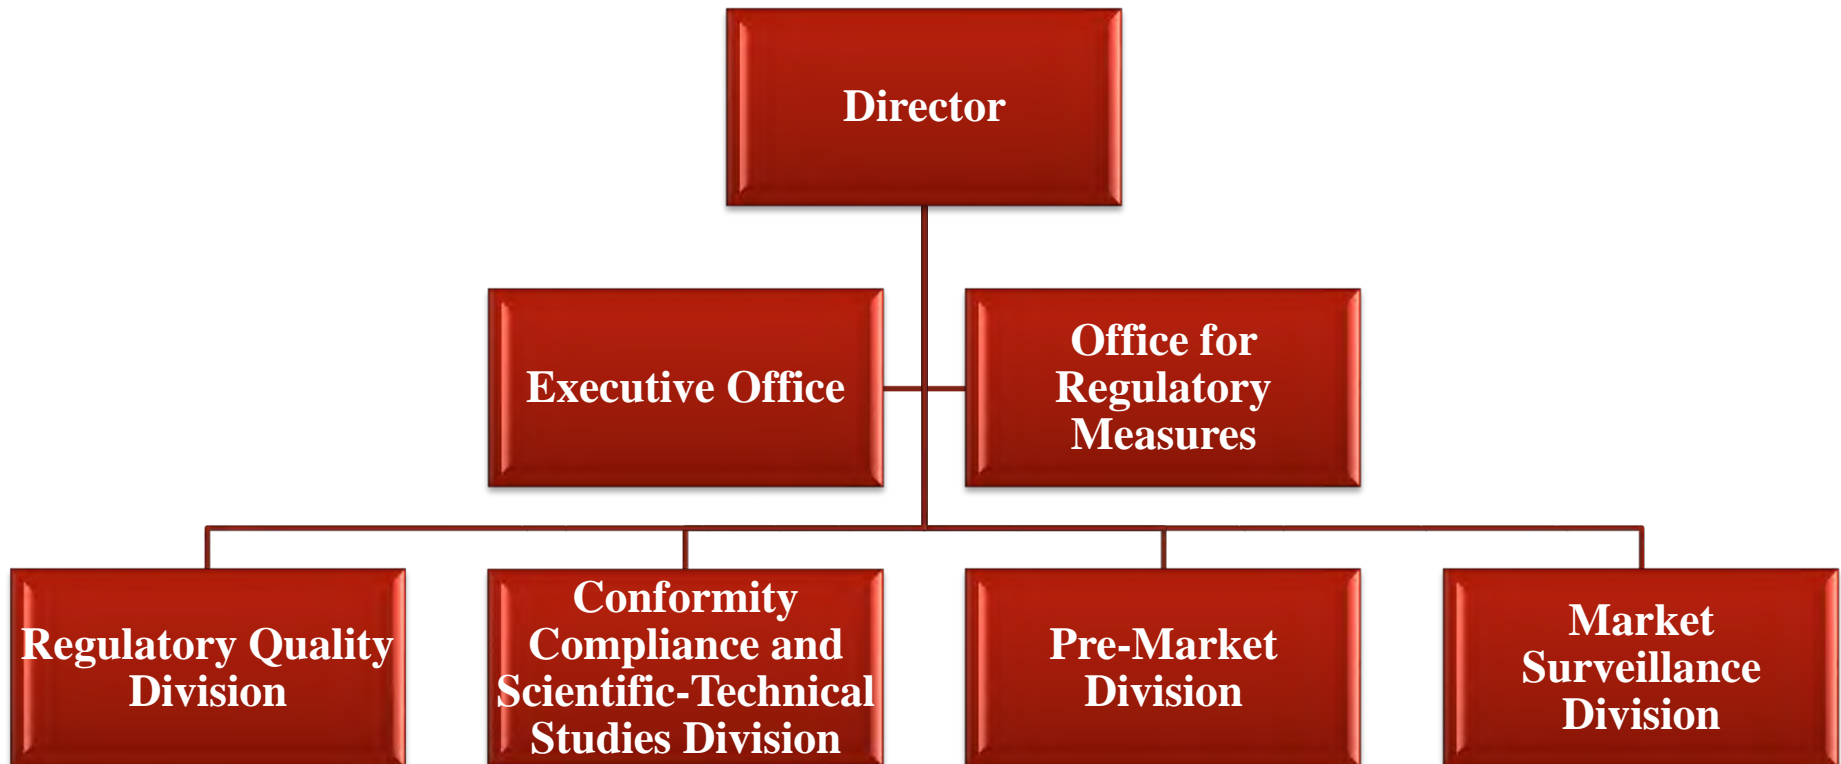 Director
Executive Office
Office for
Regulatory
Measures
Regulatory Quality
Division
Conformity
Compliance and
Scientific-Technical
Studies Division
Pre-Market
Division
Market
Surveillance
Division